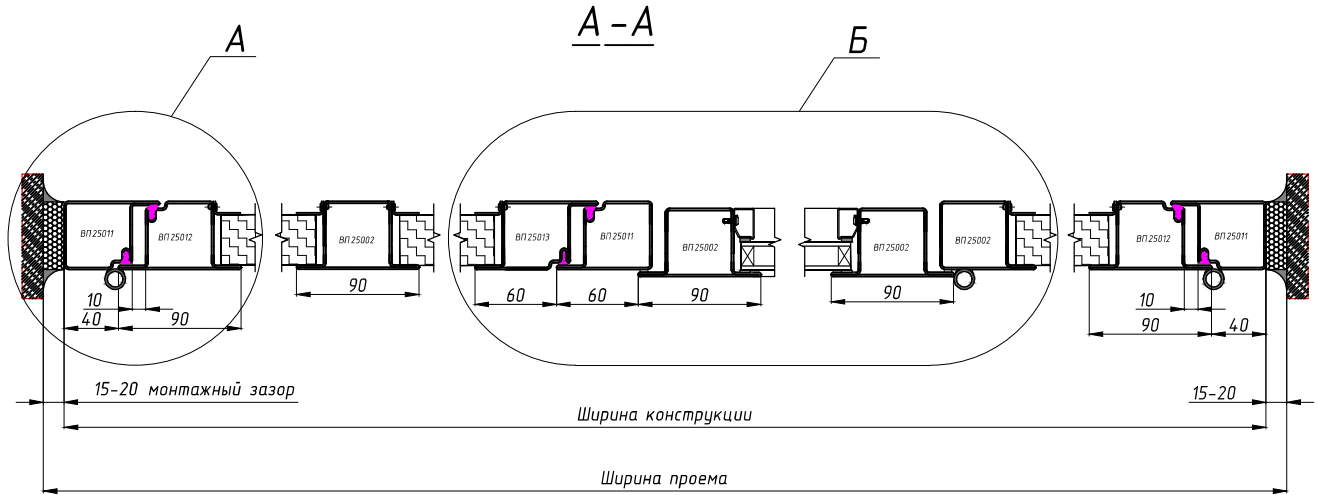 А
А-А
Б
ВП25011
ВП25012
ВП25002
ВП25013
ВП25011
ВП25002
ВП25002
ВП25002
ВП25012
ВП25011
10
40
90
90
60
60
90
90
10
90
40
15-20 монтажный зазор
15-20
Ширина конструкции
Ширина проема